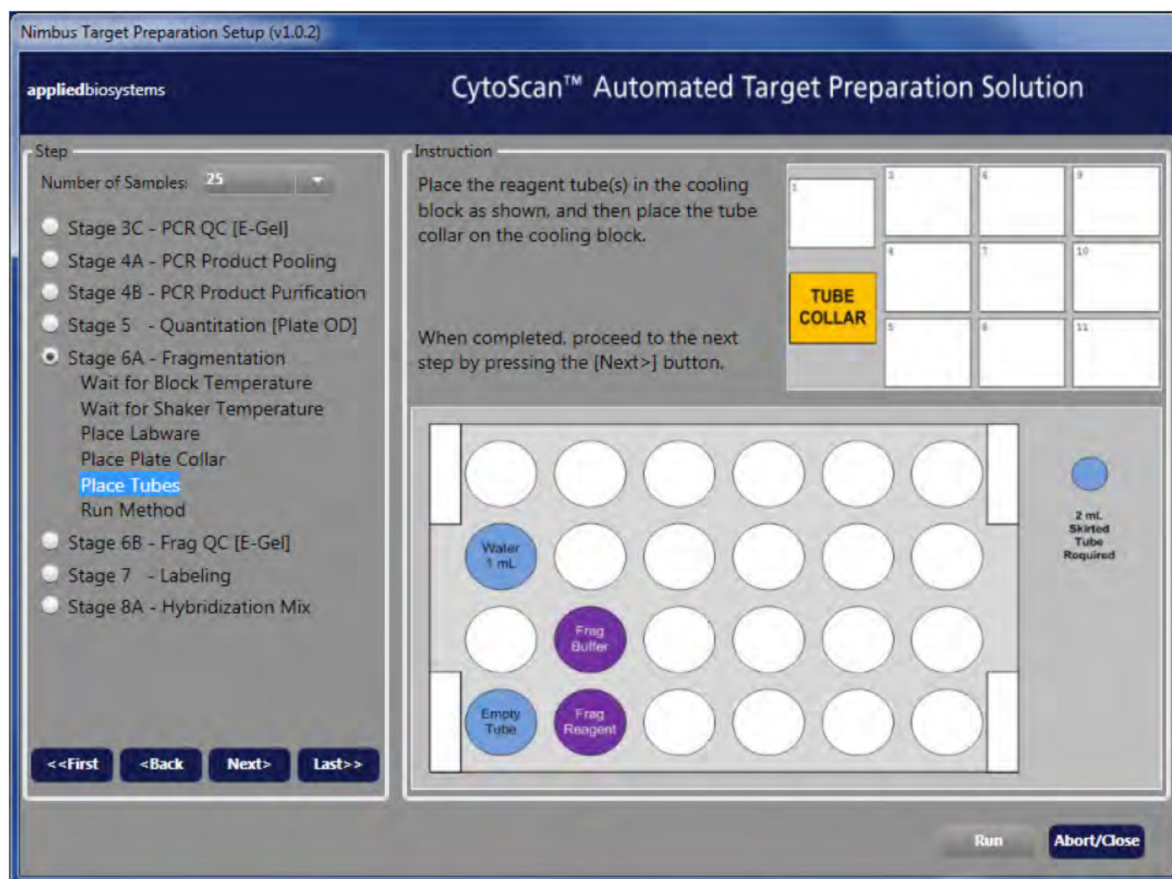 Nimbus Target Preparation Setup (v1.0.2)
appliedbiosystems
CytoScan™ Automated Target Preparation Solution
Step
Number of Samples: 25
Stage 3C - PCR QC [E-Gel]
Stage 4A - PCR Product Pooling
Stage 4B - PCR Product Purification
Stage 5 - Quantitation [Plate OD]
Stage 6A - Fragmentation
Wait for Block Temperature
Wait for Shaker Temperature
Place Labware
Place Plate Collar
Place Tubes
Run Method
Stage 6B - Frag QC [E-Gel]
Stage 7 - Labeling
Stage 8A - Hybridization Mix
<<First
<Back
Next>
Last>>
Instruction
Place the reagent tube(s) in the cooling
block as shown, and then place the tube
collar on the cooling block.
When completed, proceed to the next
step by pressing the [Next>] button.
1
3
6
9
4
7
10
TUBE
COLLAR
5
8
11
Water
1 mL
Frag
Buffer
Empty
Tube
Frag
Reagent
2 mL
Skirted
Tube
Required
Run
Abort/Close